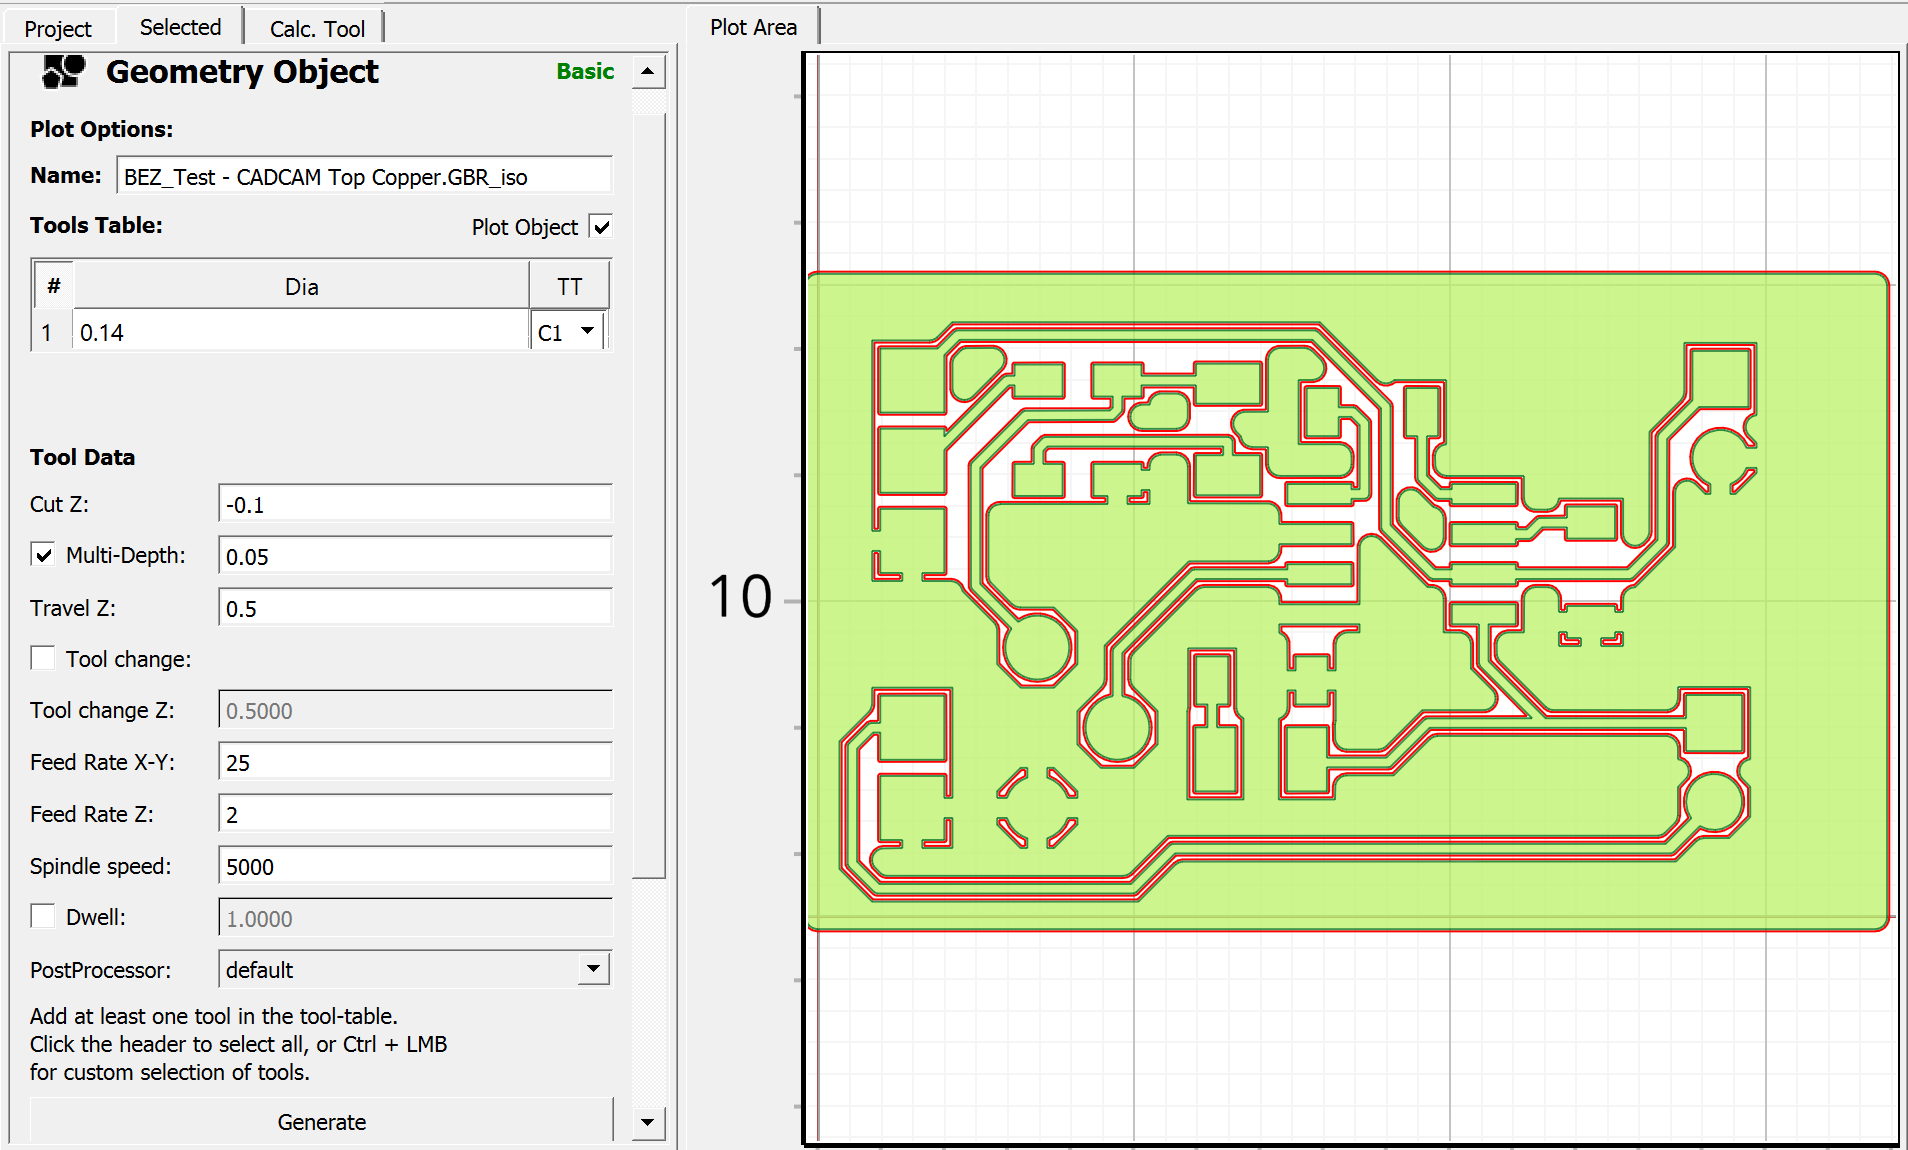 Project Selected Calc. Tool Plot Area
Geometry Object Basic
Plot Options:
Name: BEZ_Test - CADCAM Top Copper.GBR_iso
Tools Table: Plot Object
# Dia TT
1 0.14 C1
Tool Data
Cut Z: -0.1
Multi-Depth: 0.05
Travel Z: 0.5
Tool change:
Tool change Z: 0.5000
Feed Rate X-Y: 25
Feed Rate Z: 2
Spindle speed: 5000
Dwell: 1.0000
PostProcessor: default
Add at least one tool in the tool-table.
Click the header to select all, or Ctrl + LMB
for custom selection of tools.
Generate
10